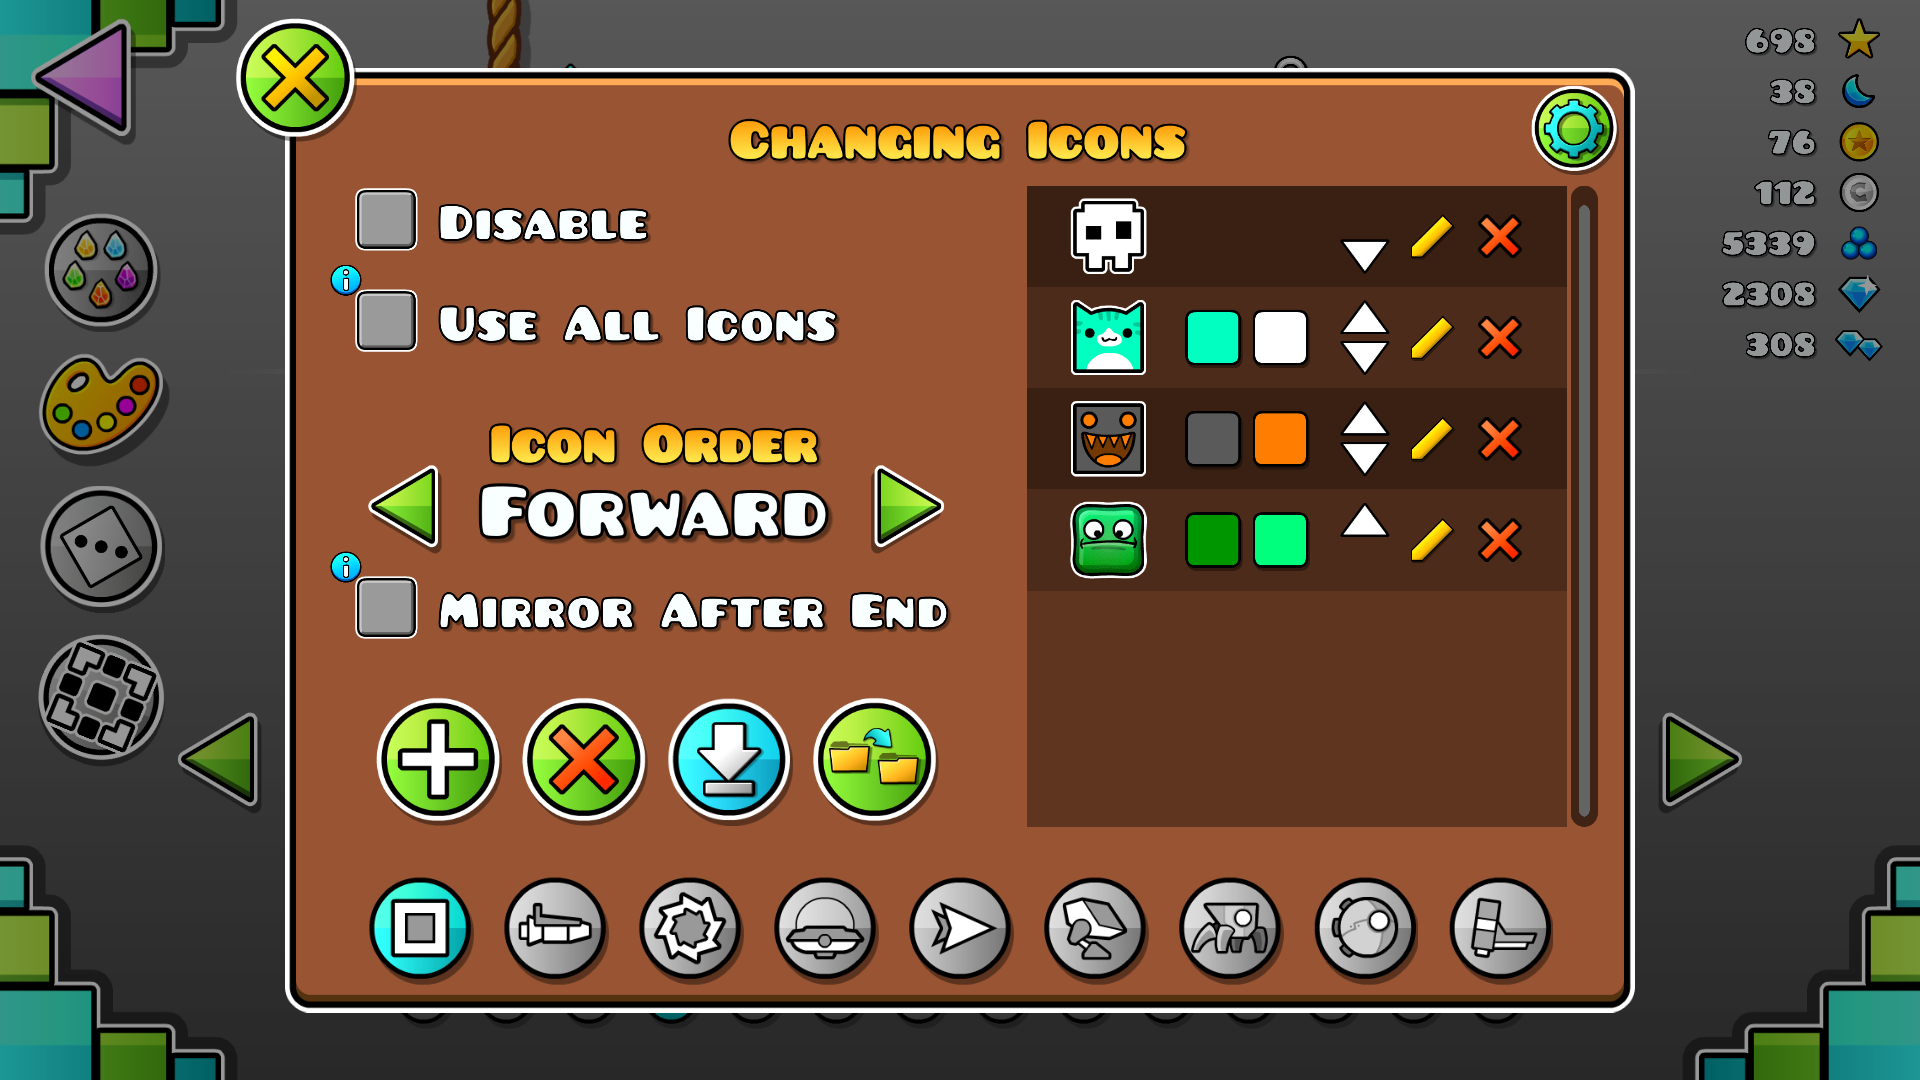 698
38
Changing Icons
76
112
Disable
5339
2308
Use All Icons
308
Icon Order
Forward
Mirror After End